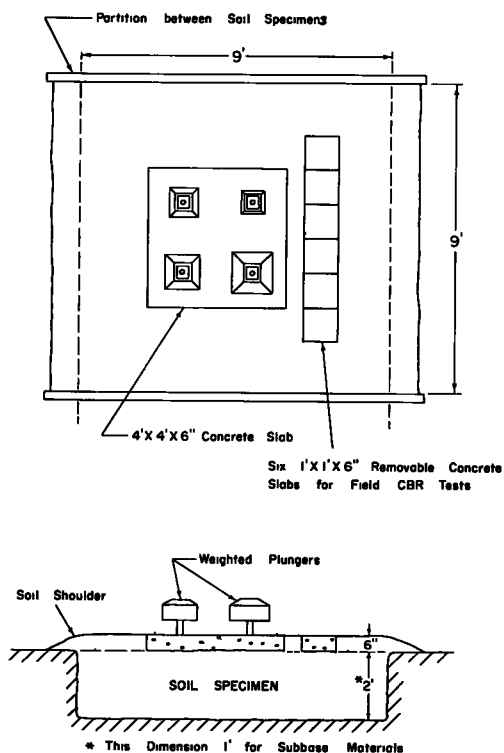 Partition between Soil Specimens
9'
9'
4'X 4'X 6" Concrete Slab
Six 1'X 1'X 6" Removable Concrete
Slabs for Field CBR Tests
Weighted Plungers
Soil Shoulder
6"
SOIL SPECIMEN
*2'
* This Dimension 1' for Subbase Materials